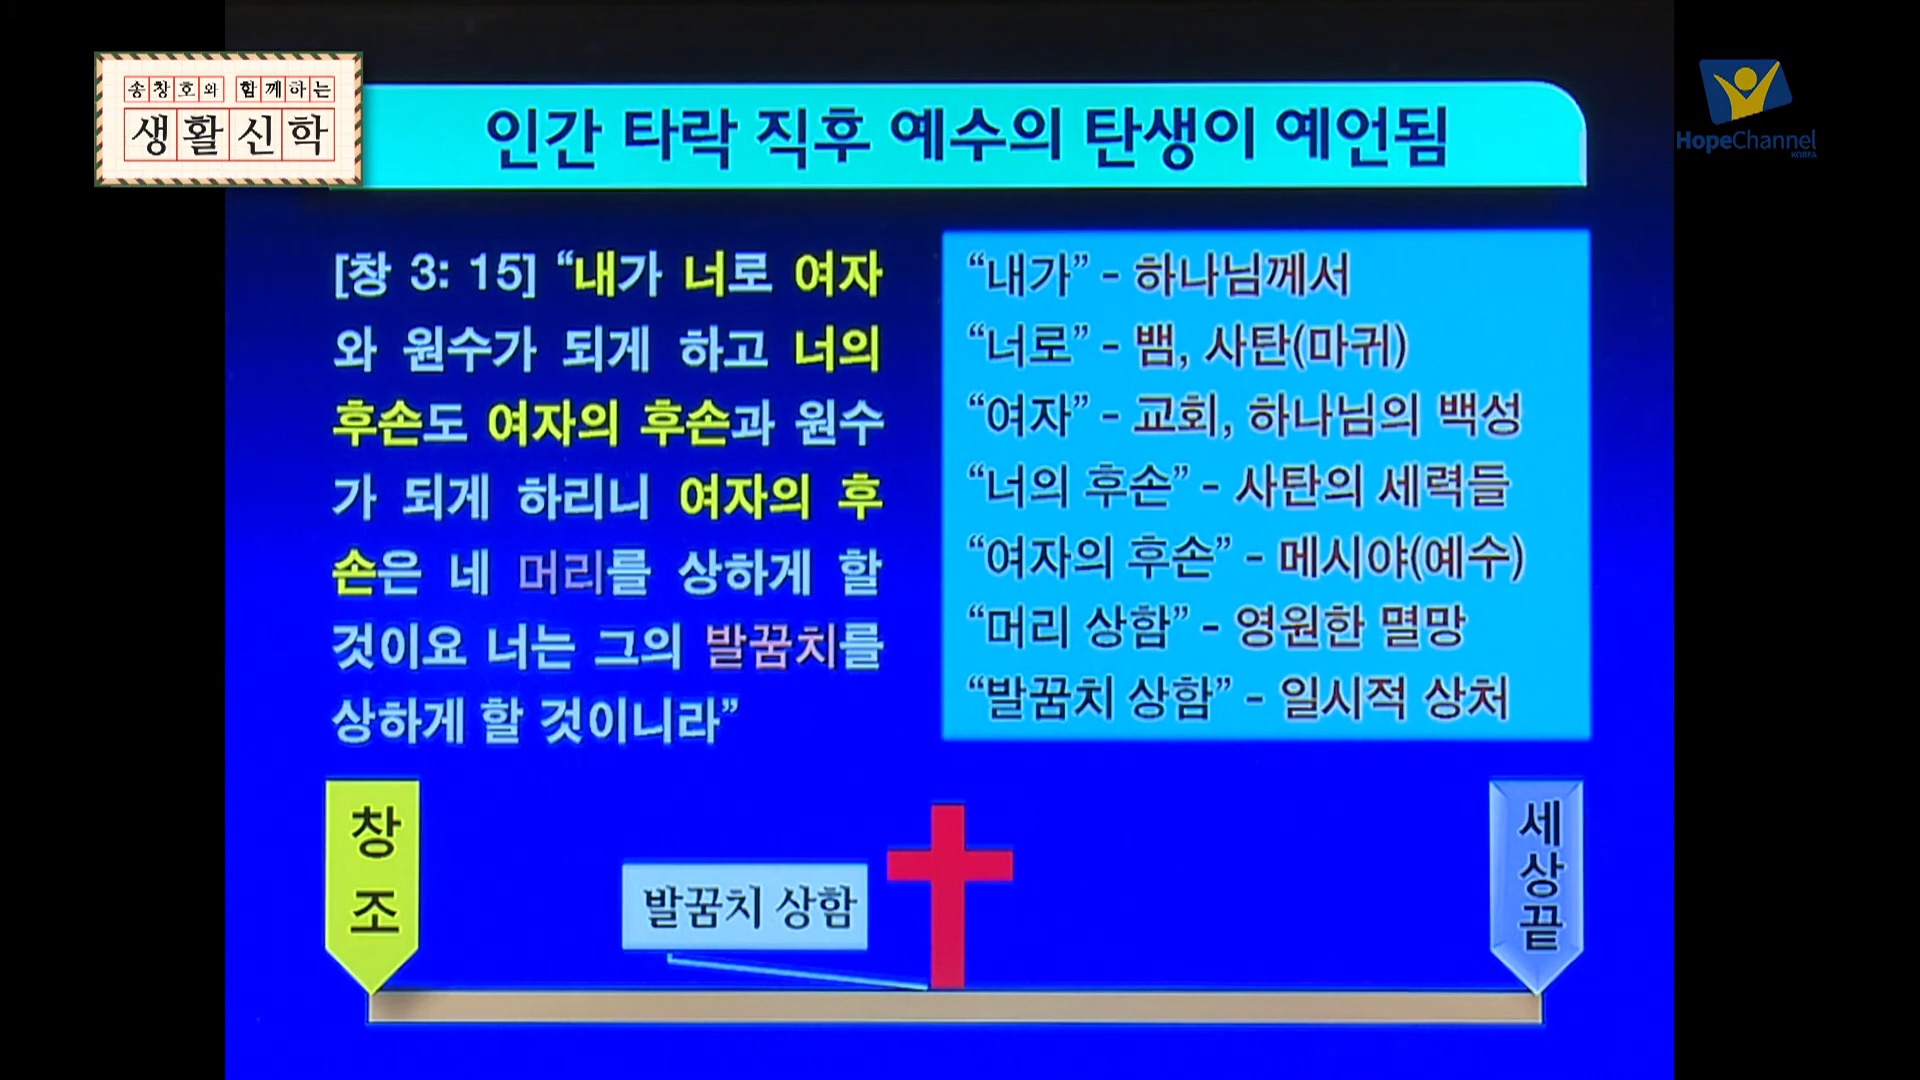 송창호와 함께하는
생활신학
HopeChannel
KOREA
인간 타락 직후 예수의 탄생이 예언됨
[창 3: 15] “내가 너로 여자
와 원수가 되게 하고 너의
후손도 여자의 후손과 원수
가 되게 하리니 여자의 후
손은 네 머리를 상하게 할
것이요 너는 그의 발꿈치를
상하게 할 것이니라”
“내가” - 하나님께서
“너로” - 뱀, 사탄(마귀)
“여자” - 교회, 하나님의 백성
“너의 후손” - 사탄의 세력들
“여자의 후손” - 메시야(예수)
“머리 상함” - 영원한 멸망
“발꿈치 상함” - 일시적 상처
창조
발꿈치 상함
세상끝